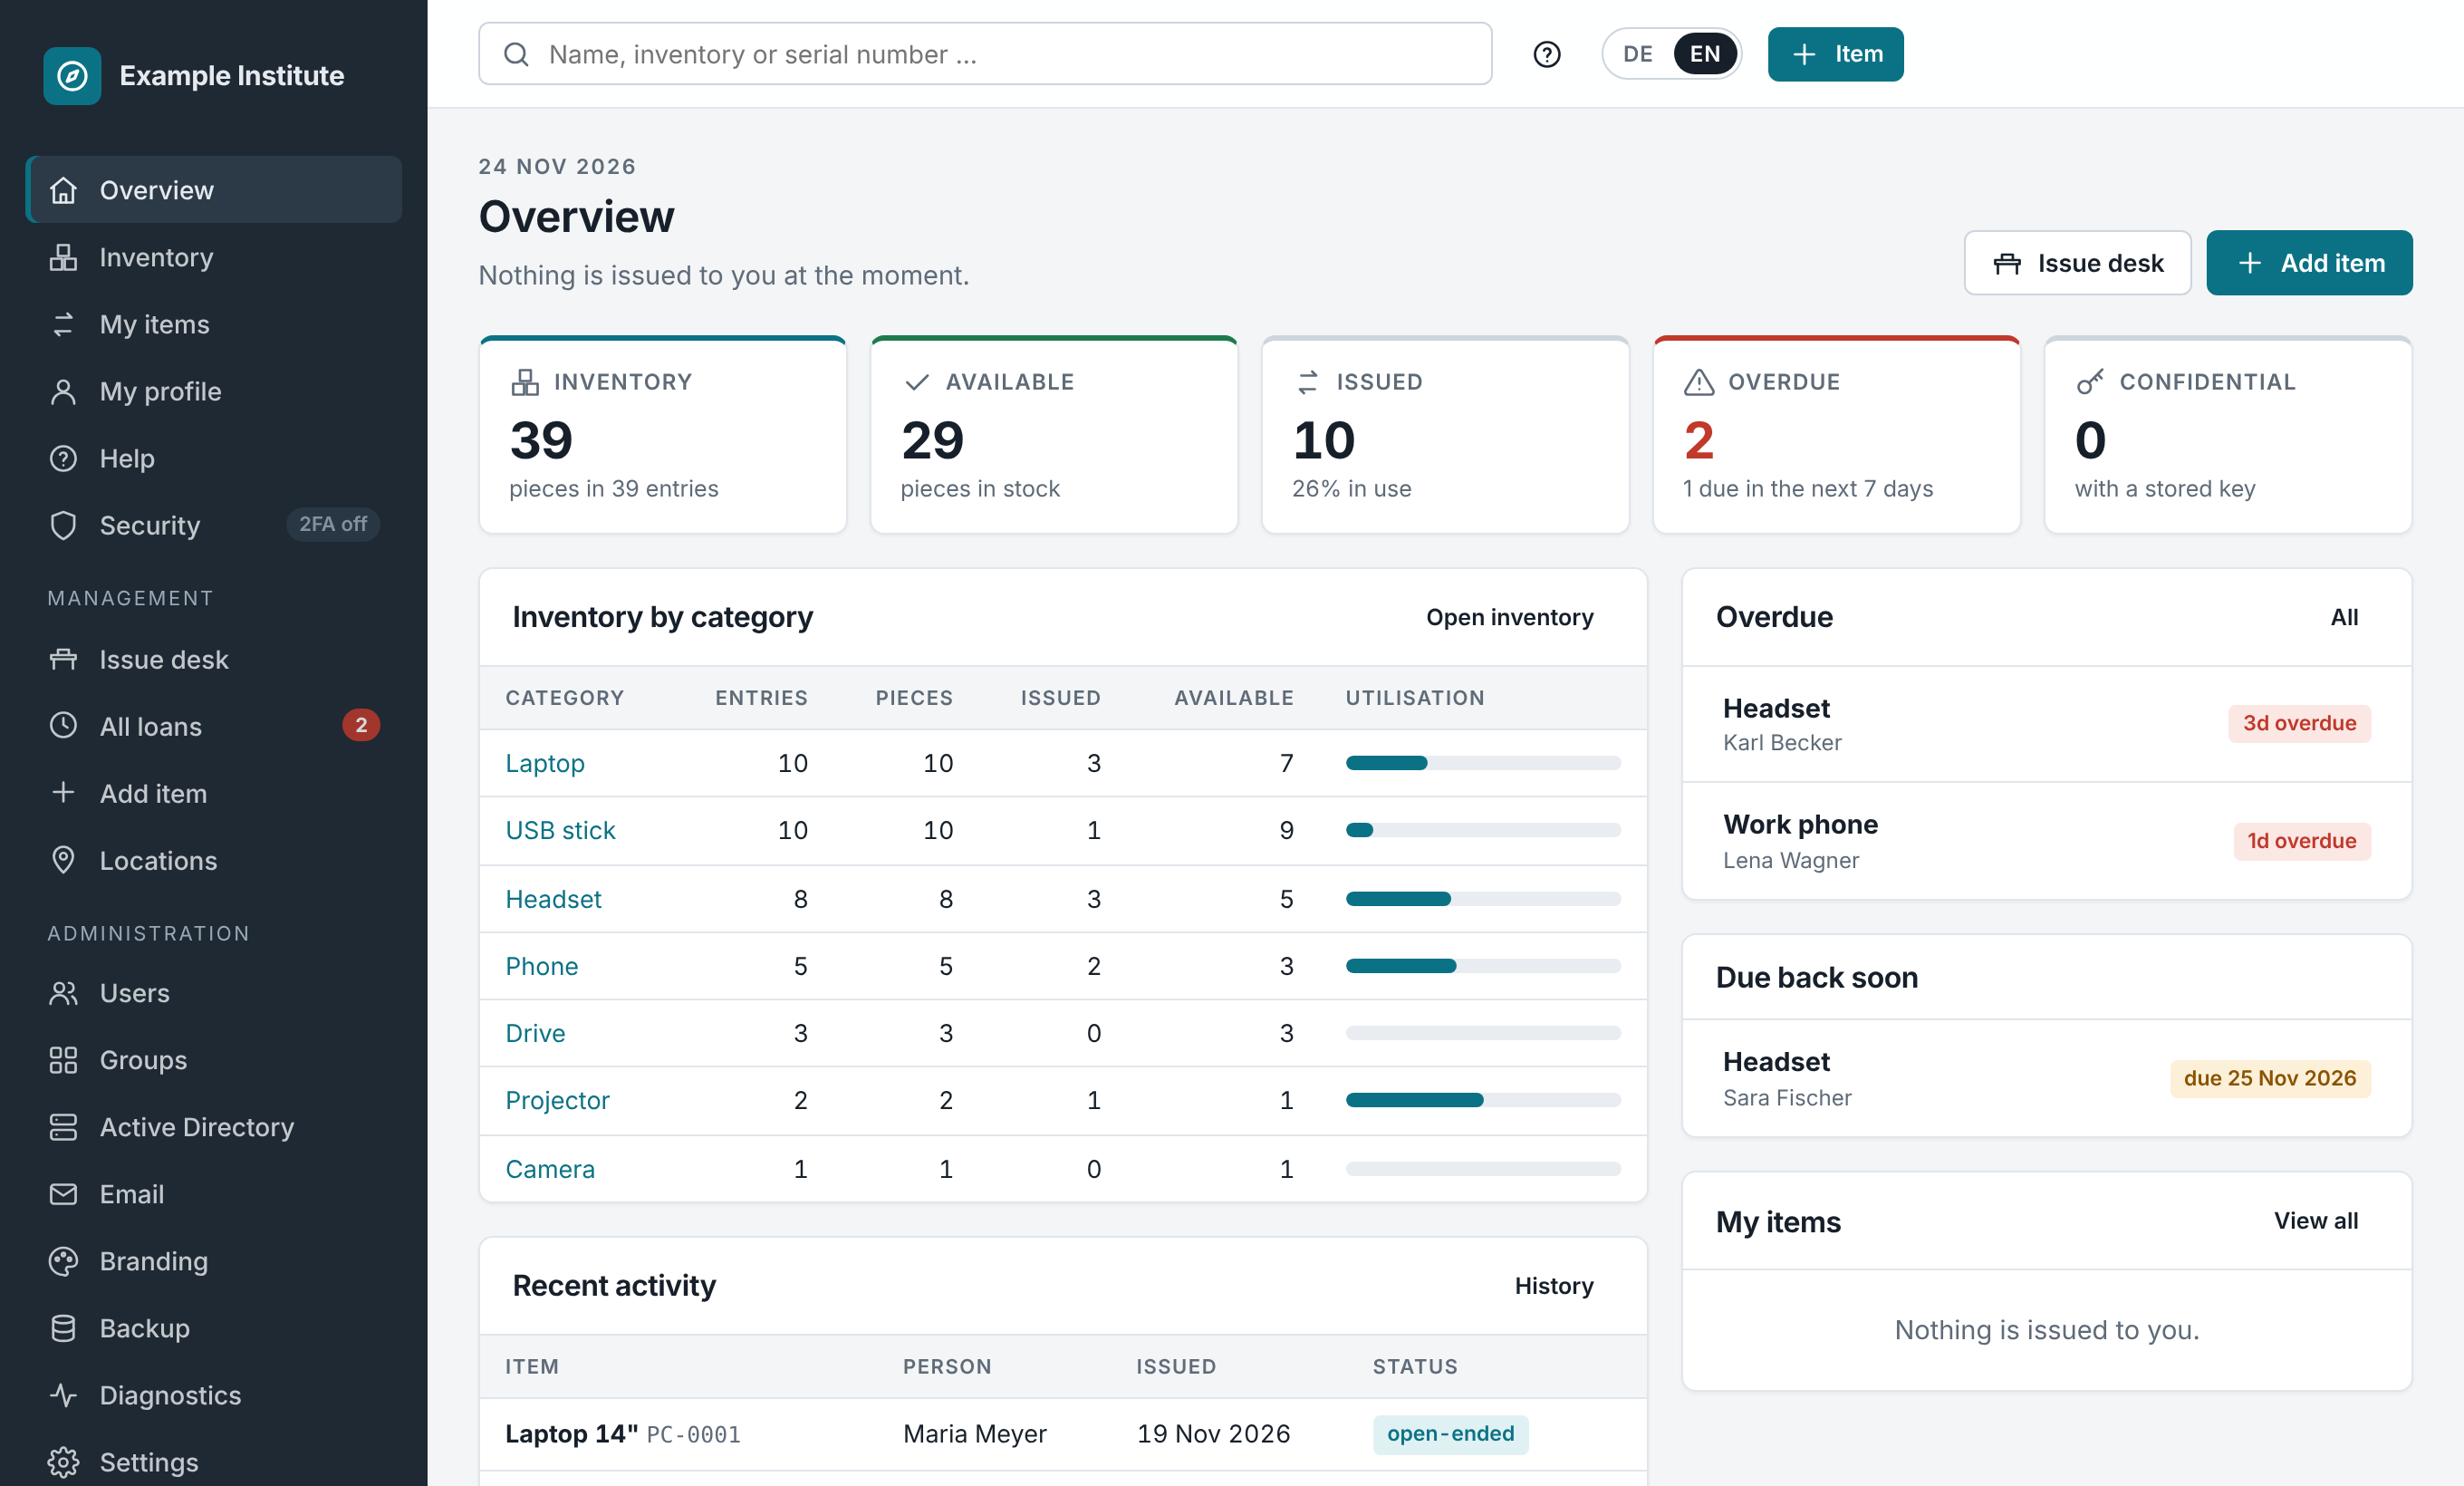 Example Institute
Overview
Inventory
My items
My profile
Help
Security 2FA off
MANAGEMENT
Issue desk
All loans 2
Add item
Locations
ADMINISTRATION
Users
Groups
Active Directory
Email
Branding
Backup
Diagnostics
Settings
Name, inventory or serial number ...
DE EN
Item
24 NOV 2026
Overview
Nothing is issued to you at the moment.
Issue desk
Add item
INVENTORY
39
pieces in 39 entries
AVAILABLE
29
pieces in stock
ISSUED
10
26% in use
OVERDUE
2
1 due in the next 7 days
CONFIDENTIAL
0
with a stored key
Inventory by category Open inventory
CATEGORY ENTRIES PIECES ISSUED AVAILABLE UTILISATION
Laptop 10 10 3 7
USB stick 10 10 1 9
Headset 8 8 3 5
Phone 5 5 2 3
Drive 3 3 0 3
Projector 2 2 1 1
Camera 1 1 0 1
Recent activity History
ITEM PERSON ISSUED STATUS
Laptop 14" PC-0001 Maria Meyer 19 Nov 2026 open-ended
Overdue All
Headset
Karl Becker
3d overdue
Work phone
Lena Wagner
1d overdue
Due back soon
Headset
Sara Fischer
due 25 Nov 2026
My items View all
Nothing is issued to you.